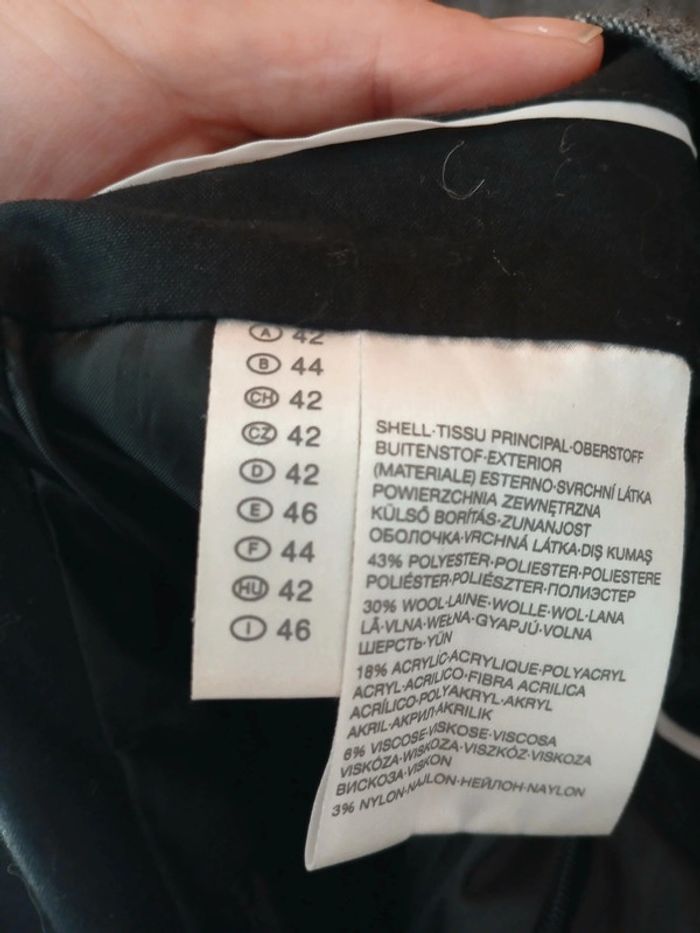 A 42
B 44
CH 42
CZ 42
D 42
E 46
F 44
HU 42
I 46
SHELL·TISSU PRINCIPAL·OBERSTOFF
BUITENSTOF·EXTERIOR
(MATERIALE) ESTERNO·SVRCHNÍ LÁTKA
POWIERZCHNIA ZEWNĘTRZNA
KÜLSŐ BORÍTÁS·ZUNANJOST
ОБОЛОЧКА·VRCHNÁ LÁTKA·DIŞ KUMAŞ
43% POLYESTER·POLIESTER·POLIESTERE
POLIÉSTER·POLIÉSZTER·ПОЛИЭСТЕР
30% WOOL·LAINE·WOLLE·WOL·LANA
LÃ·VLNA·WEŁNA·GYAPJÚ·VOLNA
ШЕРСТЬ·YÜN
18% ACRYLIC·ACRYLIQUE·POLYACRYL
ACRYL·ACRILICO·FIBRA ACRILICA
ACRÍLICO·POLYAKRYL·AKRYL
AKRIL·АКРИЛ·AKRILIK
6% VISCOSE·VISKOSE·VISCOSA
VISKÓZA·WISKOZA·VISZKÓZ·VISKOZA
ВИСКОЗА·VISKON
3% NYLON·NAJLON·НЕЙЛОН·NAYLON